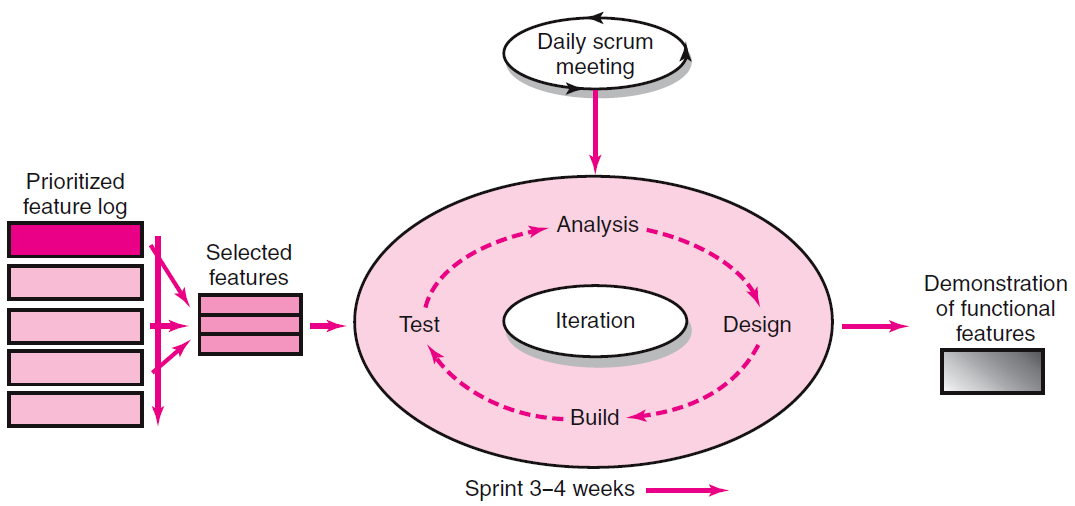 Daily scrum
meeting
Prioritized
feature log
Selected
features
Analysis
Test
Iteration
Design
Build
Demonstration
of functional
features
Sprint 3–4 weeks